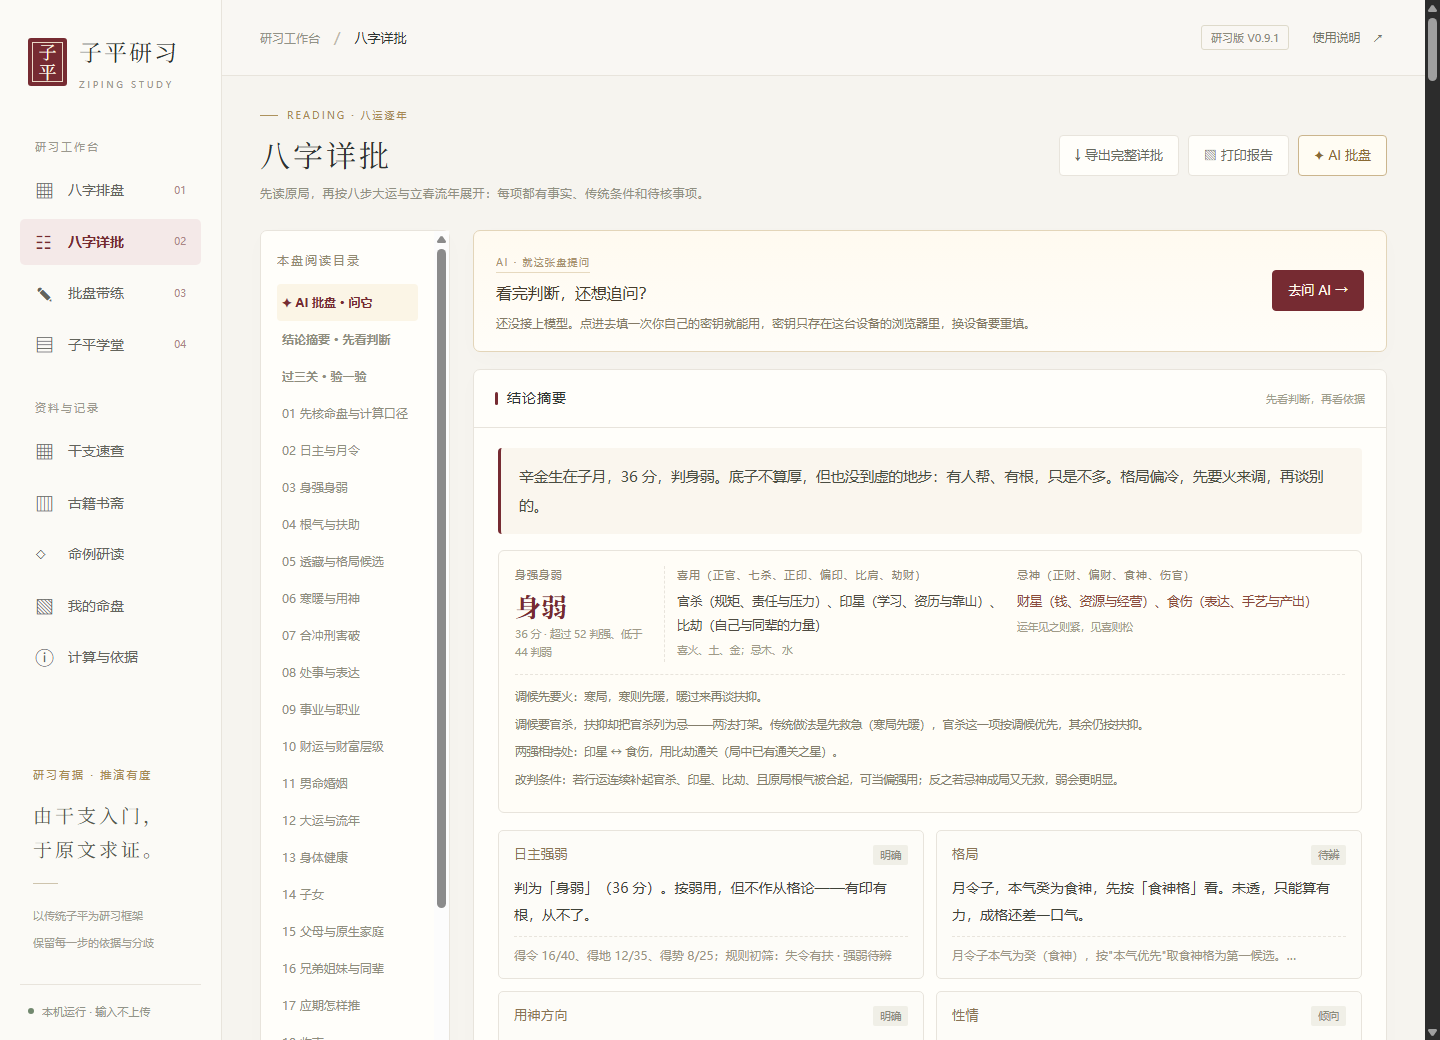 子平
子平研习
ZIPING STUDY
研习工作台
八字排盘 01
八字详批 02
批盘带练 03
子平学堂 04
资料与记录
干支速查
古籍书斋
命例研读
我的命盘
计算与依据
研习有据 · 推演有度
由干支入门，
于原文求证。
以传统子平为研习框架
保留每一步的依据与分歧
本机运行 · 输入不上传
研习工作台 / 八字详批
研习版 V0.9.1
使用说明 ↗
READING · 八运逐年
八字详批
先读原局，再按八步大运与立春流年展开；每项都有事实、传统条件和待核事项。
↓ 导出完整详批
▧ 打印报告
✦ AI 批盘
本盘阅读目录
✦ AI 批盘 • 问它
结论摘要 • 先看判断
过三关 • 验一验
01 先核命盘与计算口径
02 日主与月令
03 身强身弱
04 根气与扶助
05 透藏与格局候选
06 寒暖与用神
07 合冲刑害破
08 处事与表达
09 事业与职业
10 财运与财富层级
11 男命婚姻
12 大运与流年
13 身体健康
14 子女
15 父母与原生家庭
16 兄弟姐妹与同辈
17 应期怎样推
AI · 就这张盘提问
看完判断，还想追问？
还没接上模型。点进去填一次你自己的密钥就能用，密钥只存在这台设备的浏览器里，换设备要重填。
去问 AI →
结论摘要
先看判断，再看依据
辛金生在子月，36 分，判身弱。底子不算厚，但也没到虚的地步：有人帮、有根，只是不多。格局偏冷，先要火来调，再谈别
的。
身强身弱
身弱
36 分 · 超过 52 判强、低于
44 判弱
喜用（正官、七杀、正印、偏印、比肩、劫财）
官杀（规矩、责任与压力）、印星（学习、资历与靠山）、
比劫（自己与同辈的力量）
喜火、土、金；忌木、水
忌神（正财、偏财、食神、伤官）
财星（钱、资源与经营）、食伤（表达、手艺与产出）
运年见之则紧，见喜则松
调候先要火：寒局，寒则先暖，暖过来再谈扶抑。
调候要官杀，扶抑却把官杀列为忌——两法打架。传统做法是先救急（寒局先暖），官杀这一项按调候优先，其余仍按扶抑。
两强相持处：印星 ↔ 食伤，用比劫通关（局中已有通关之星）。
改判条件：若行运连续补起官杀、印星、比劫、且原局根气被合起，可当偏强用；反之若忌神成局又无救，弱会更明显。
日主强弱 明确
判为「身弱」（36 分）。按弱用，但不作从格论——有印有
根，从不了。
得令 16/40、得地 12/35、得势 8/25；规则初筛：失令有扶 · 强弱待辨
格局 待辨
月令子，本气癸为食神，先按「食神格」看。未透，只能算有
力，成格还差一口气。
月令子本气为癸（食神），按"本气优先"取食神格为第一候选。...
用神方向 明确
性情 倾向